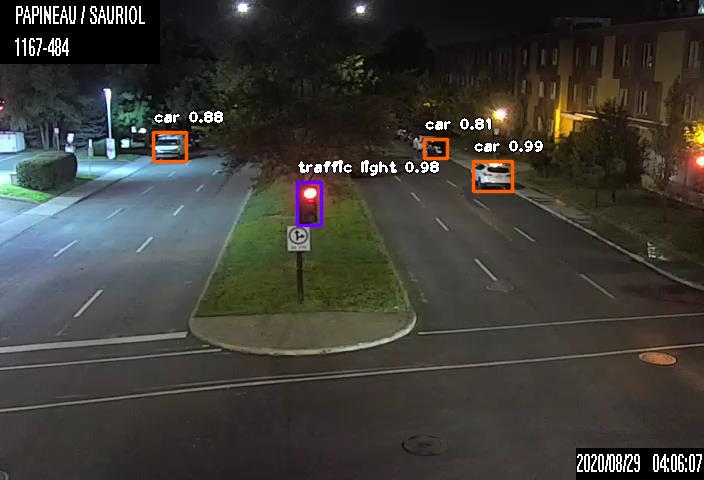 PAPINEAU / SAURIOL
1167-484
car 0.88
car 0.81
car 0.99
traffic light 0.98
2020/08/29 04:06:07